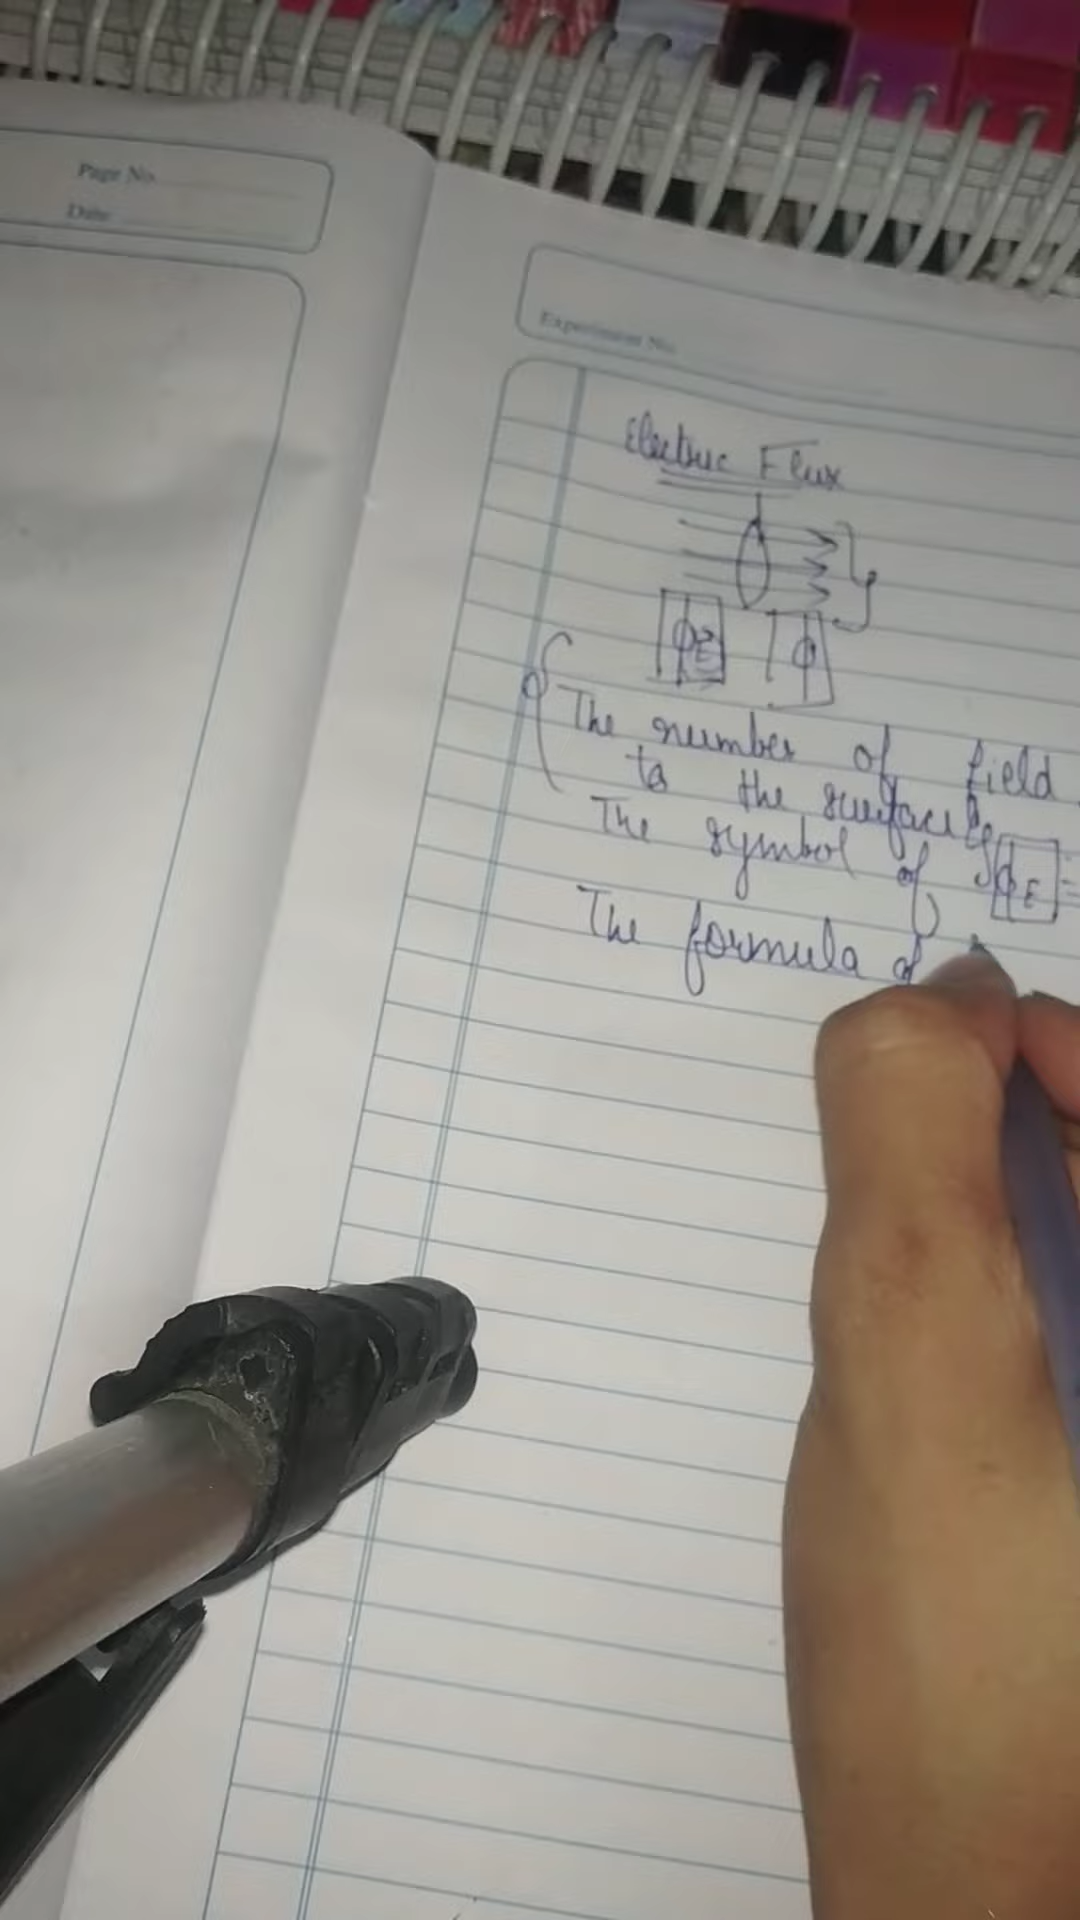 Page No.
Date
Experiment No.
Electric Flux
ϕE ϕ
The number of field
to the surface
The symbol of ϕE =
The formula of